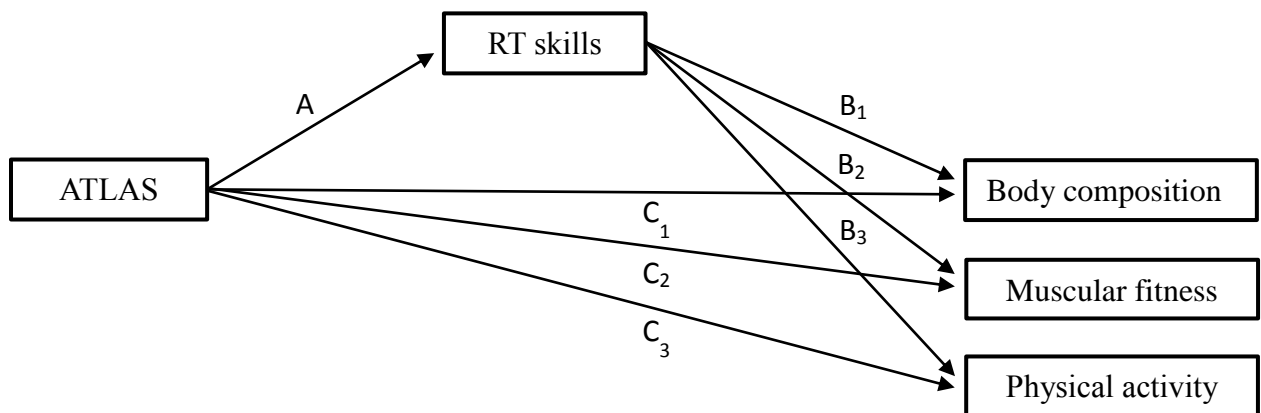 RT skills
A
B₁
ATLAS
B₂
Body composition
C₁
B₃
C₂
Muscular fitness
C₃
Physical activity